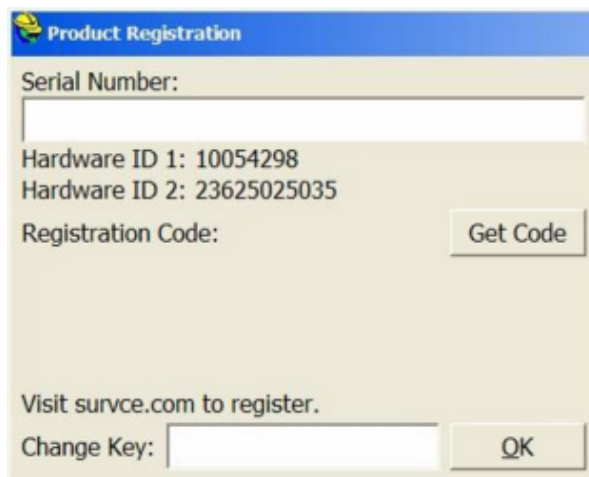 Product Registration
Serial Number:
Hardware ID 1: 10054298
Hardware ID 2: 23625025035
Registration Code:
Get Code
Visit survce.com to register.
Change Key:
OK